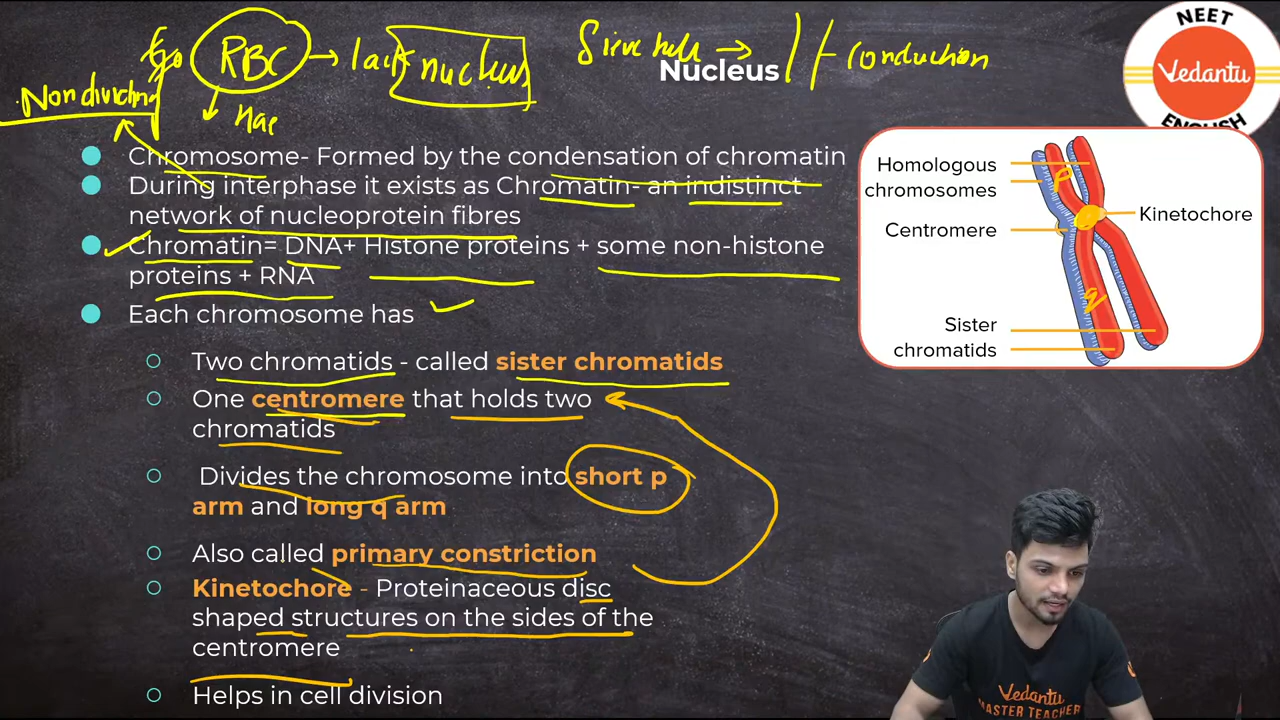 RBC → lack nucleus
Sieve tube → conduction
Non dividing
Nucleus
NEET
Vedantu
ENGLISH
Chromosome- Formed by the condensation of chromatin
During interphase it exists as Chromatin- an indistinct
network of nucleoprotein fibres
Chromatin= DNA+ Histone proteins + some non-histone
proteins + RNA
Each chromosome has
Two chromatids - called sister chromatids
One centromere that holds two
chromatids
Divides the chromosome into short p
arm and long q arm
Also called primary constriction
Kinetochore - Proteinaceous disc
shaped structures on the sides of the
centromere
Helps in cell division
Homologous
chromosomes
Centromere
Kinetochore
Sister
chromatids
p
q
Vedantu
MASTER TEACHER